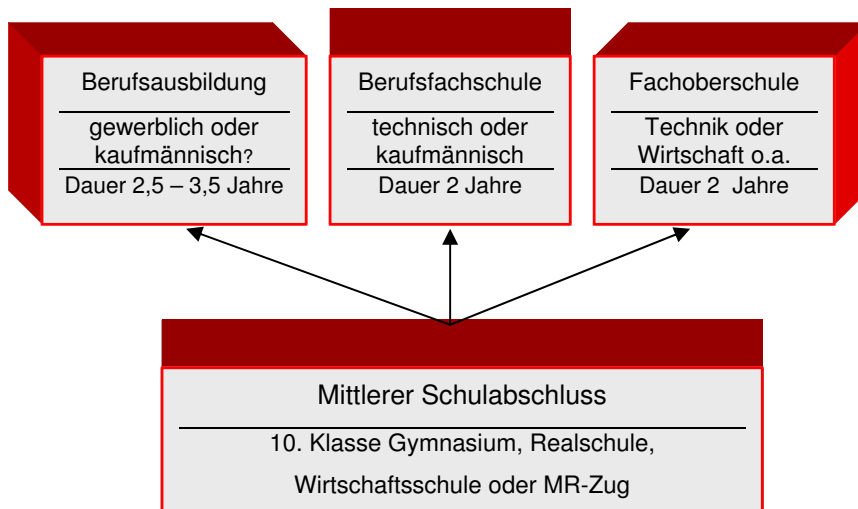 Berufsausbildung
gewerblich oder
kaufmännisch?
Dauer 2,5 – 3,5 Jahre
Berufsfachschule
technisch oder
kaufmännisch
Dauer 2 Jahre
Fachoberschule
Technik oder
Wirtschaft o.a.
Dauer 2 Jahre
Mittlerer Schulabschluss
10. Klasse Gymnasium, Realschule,
Wirtschaftsschule oder MR-Zug